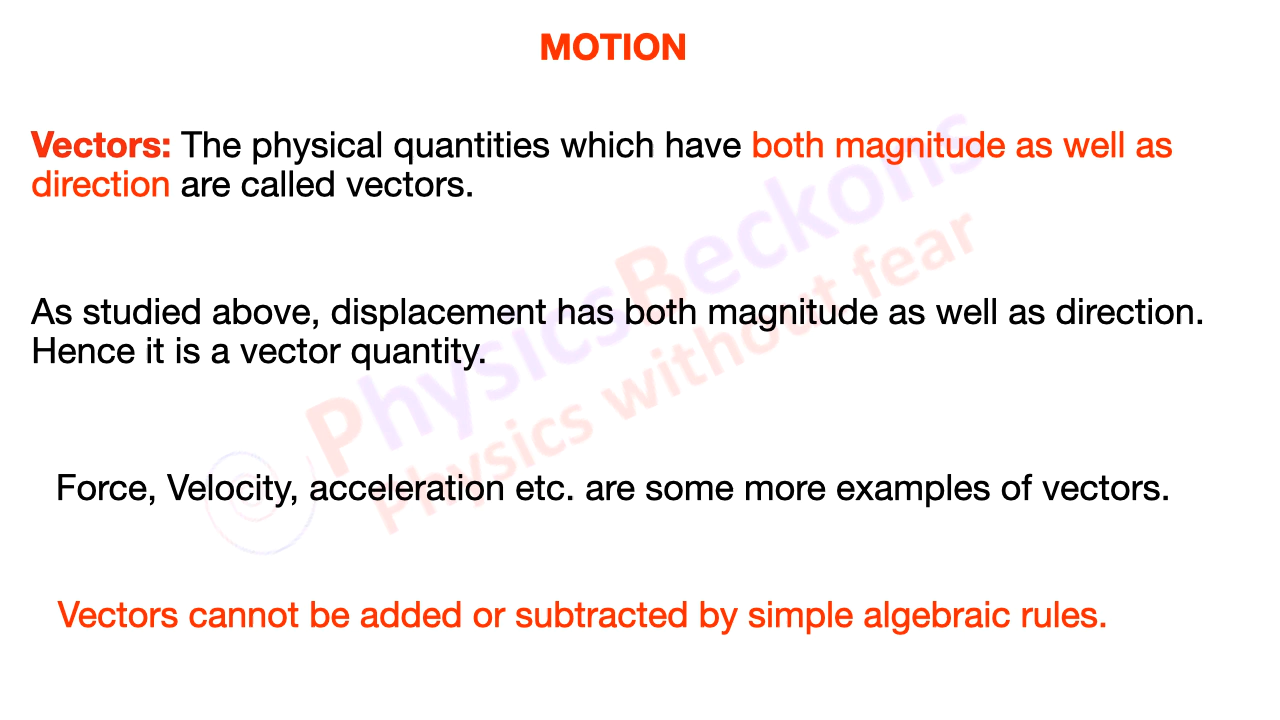 MOTION
Vectors: The physical quantities which have both magnitude as well as
direction are called vectors.
As studied above, displacement has both magnitude as well as direction.
Hence it is a vector quantity.
Force, Velocity, acceleration etc. are some more examples of vectors.
Vectors cannot be added or subtracted by simple algebraic rules.
PhysicsBeckons
Physics without fear